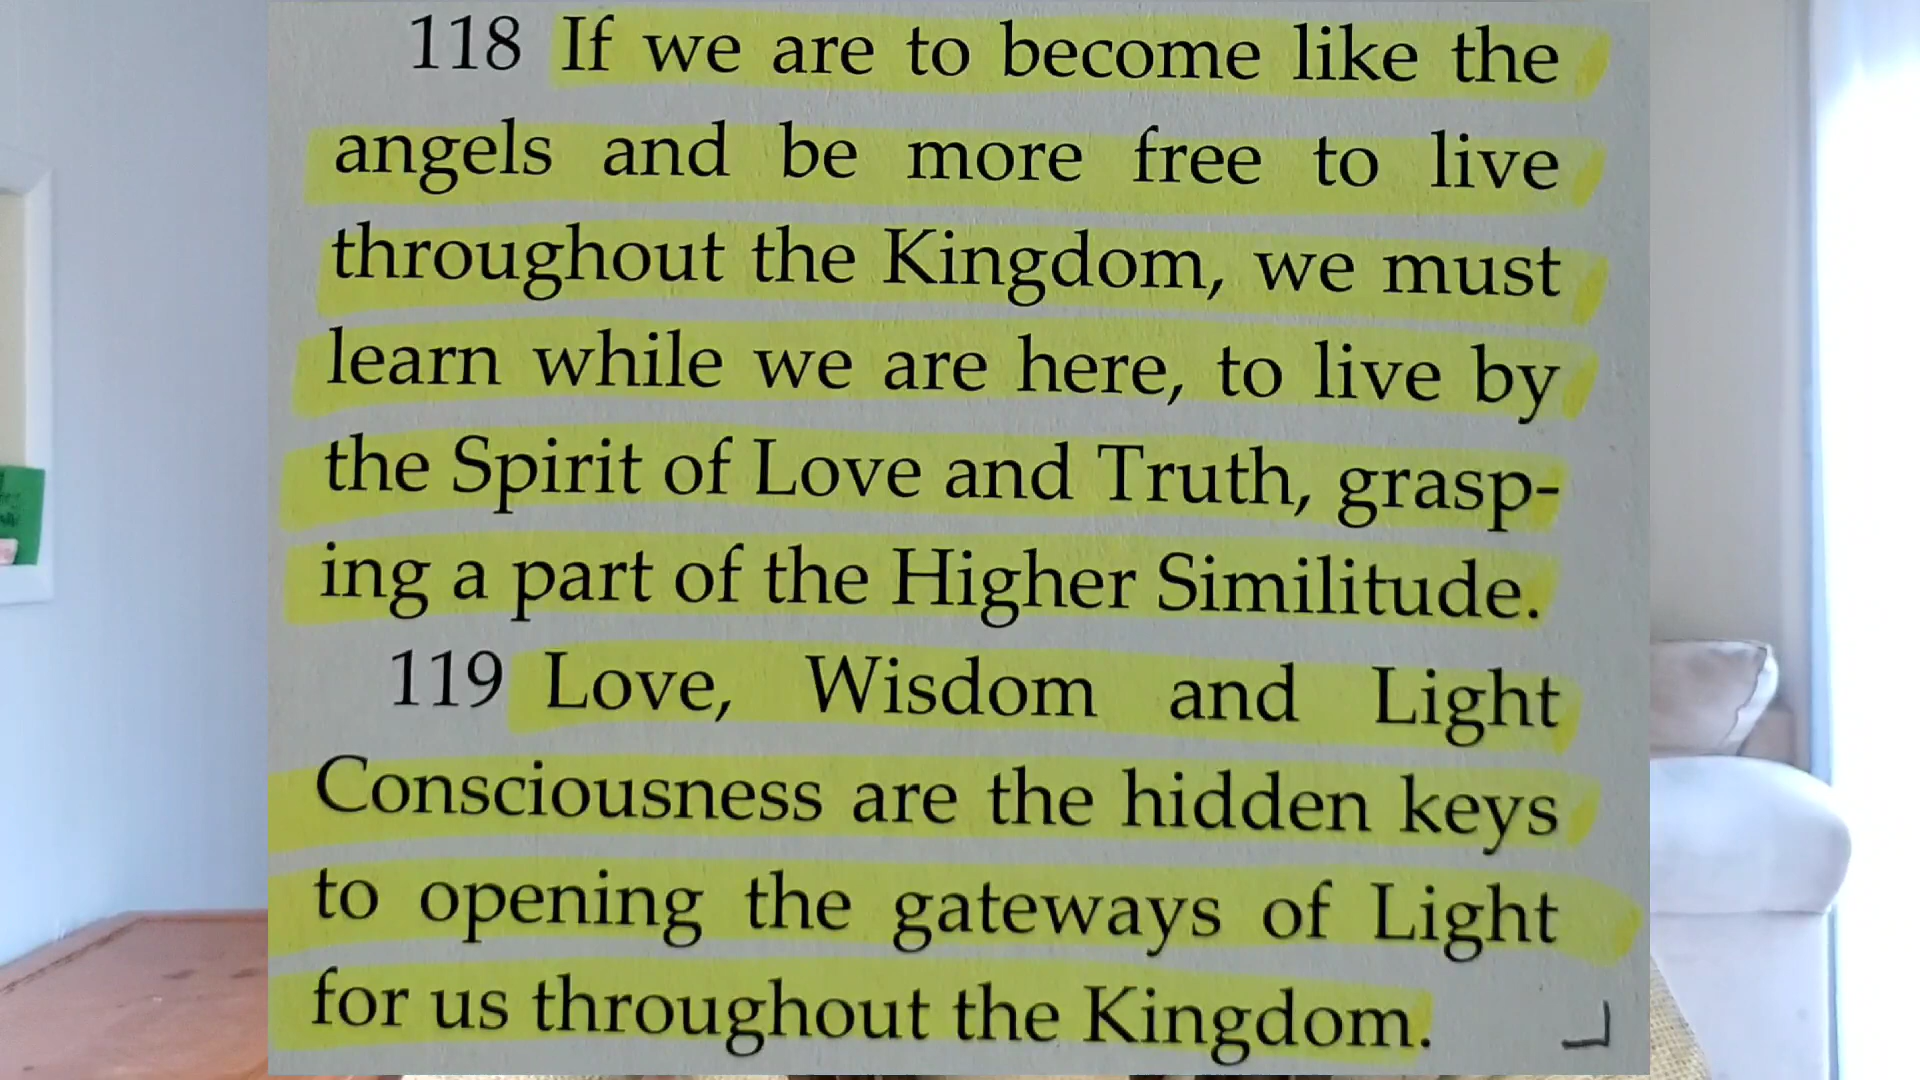 118 If we are to become like the
angels and be more free to live
throughout the Kingdom, we must
learn while we are here, to live by
the Spirit of Love and Truth, grasp-
ing a part of the Higher Similitude.
119 Love, Wisdom and Light
Consciousness are the hidden keys
to opening the gateways of Light
for us throughout the Kingdom.